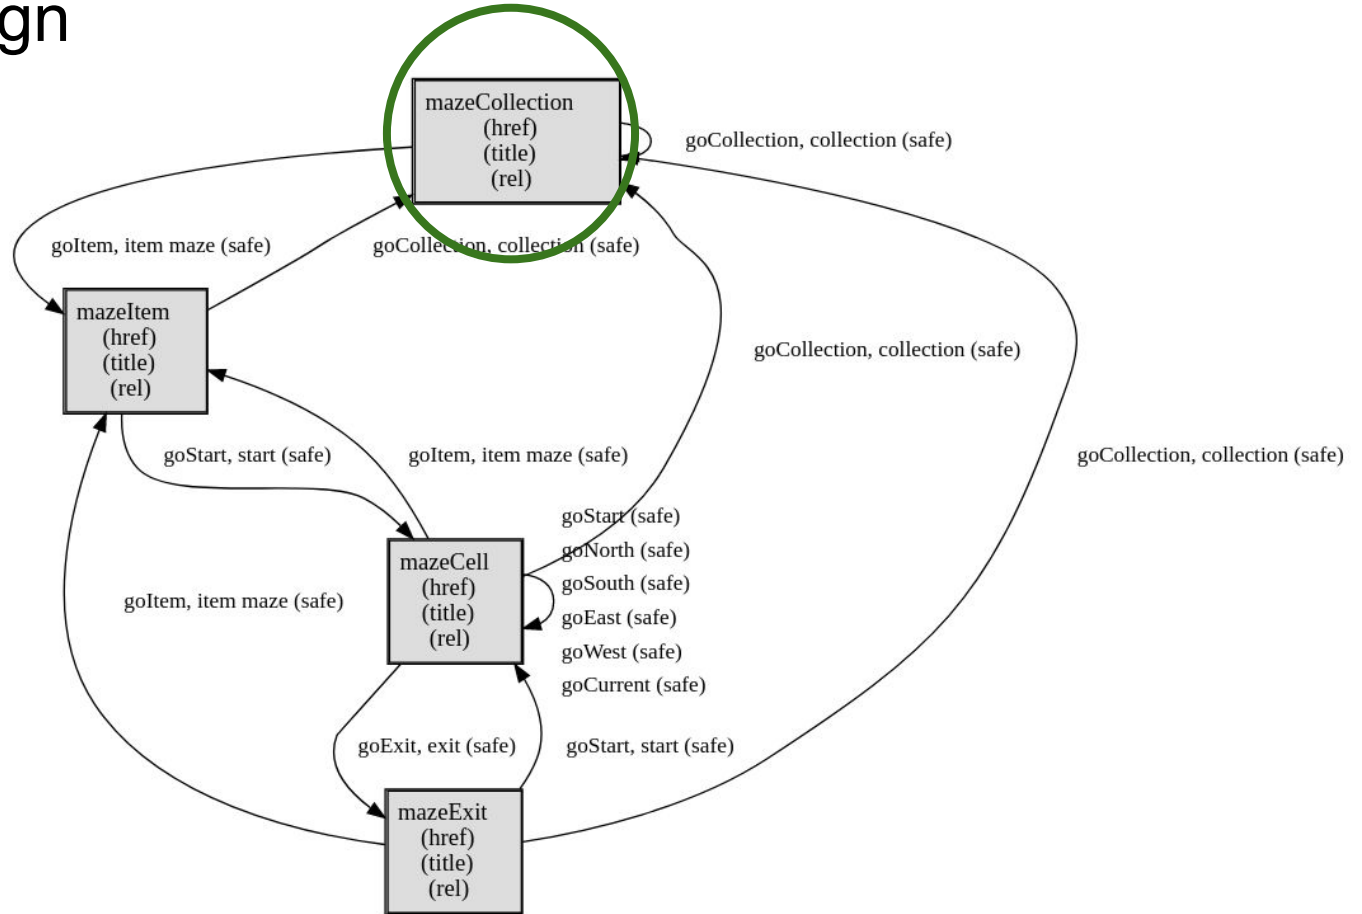 gn
mazeCollection
(href)
(title)
(rel)
goCollection, collection (safe)
goItem, item maze (safe)
goCollection, collection (safe)
mazeItem
(href)
(title)
(rel)
goCollection, collection (safe)
goStart, start (safe)
goItem, item maze (safe)
goCollection, collection (safe)
goStart (safe)
goNorth (safe)
goSouth (safe)
goEast (safe)
goWest (safe)
goCurrent (safe)
mazeCell
(href)
(title)
(rel)
goItem, item maze (safe)
goExit, exit (safe)
goStart, start (safe)
mazeExit
(href)
(title)
(rel)